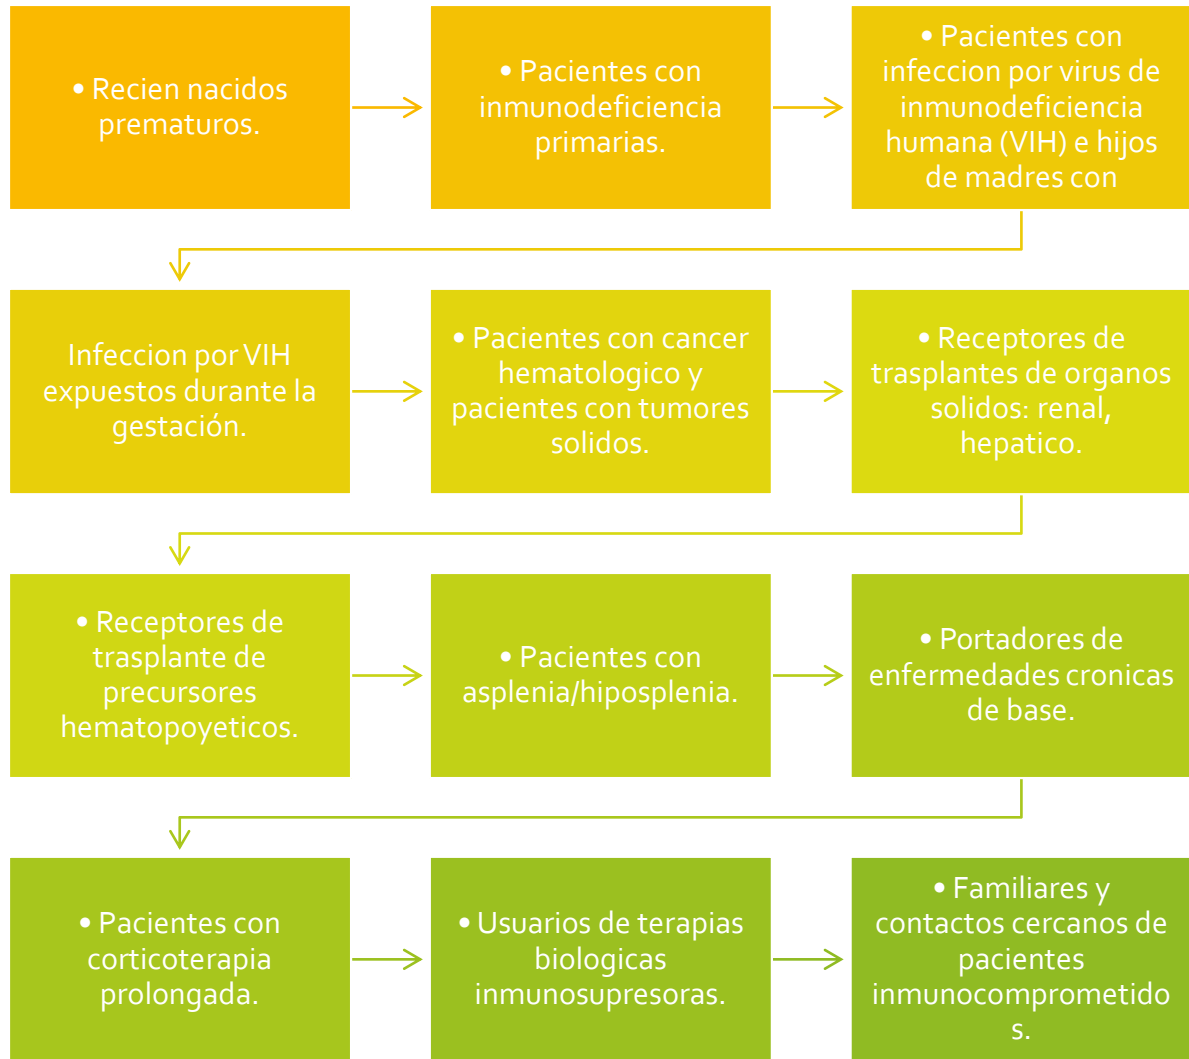 • Recien nacidos
prematuros.
• Pacientes con
inmunodeficiencia
primarias.
• Pacientes con
infeccion por virus de
inmunodeficiencia
humana (VIH) e hijos
de madres con
Infeccion por VIH
expuestos durante la
gestación.
• Pacientes con cancer
hematologico y
pacientes con tumores
solidos.
• Receptores de
trasplantes de organos
solidos: renal,
hepatico.
• Receptores de
trasplante de
precursores
hematopoyeticos.
• Pacientes con
asplenia/hiposplenia.
• Portadores de
enfermedades cronicas
de base.
• Pacientes con
corticoterapia
prolongada.
• Usuarios de terapias
biologicas
inmunosupresoras.
• Familiares y
contactos cercanos de
pacientes
inmunocomprometido
s.